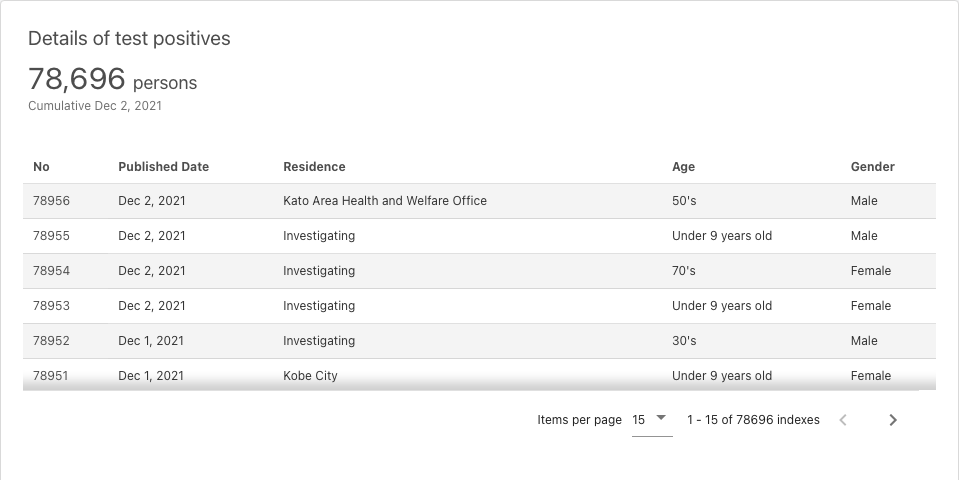 Details of test positives
78,696 persons
Cumulative Dec 2, 2021
No Published Date Residence Age Gender
78956 Dec 2, 2021 Kato Area Health and Welfare Office 50's Male
78955 Dec 2, 2021 Investigating Under 9 years old Male
78954 Dec 2, 2021 Investigating 70's Female
78953 Dec 2, 2021 Investigating Under 9 years old Female
78952 Dec 1, 2021 Investigating 30's Male
78951 Dec 1, 2021 Kobe City Under 9 years old Female
Items per page 15 1 - 15 of 78696 indexes